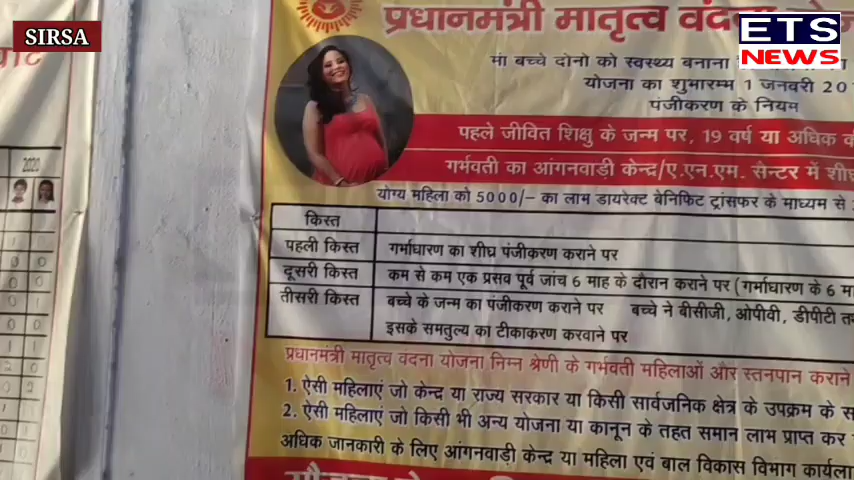 SIRSA
ETS
NEWS
2020
प्रधानमंत्री मातृत्व वंदना
मां बच्चे दोनो को स्वस्थ्य बनाना
योजना का शुभारम्भ 1 जनवरी 201
पंजीकरण के नियम
पहले जीवित शिक्षु के जन्म पर, 19 वर्ष या अधिक
गर्भवती का आंगनवाड़ी केन्द्र/ए.एन.एम. सैन्टर में
योग्य महिला को 5000/– का लाभ डायरेक्ट बेनिफिट ट्रांसफर के माध्यम से
किस्त
पहली किस्त गर्भाधारण का शीघ्र पंजीकरण कराने पर
दूसरी किस्त कम से कम एक प्रसव पूर्व जांच 6 माह के दौरान कराने पर (गर्भाधारण के 6
तीसरी किस्त बच्चे के जन्म का पंजीकरण कराने पर बच्चे ने बीसीजी, ओपीवी, डीपीटी
इसके समतुल्य का टीकाकरण करवाने पर
प्रधानमंत्री मातृत्व वदना योजना निम्न श्रेणी के गर्भवती महिलाओं और स्तनपान कराने
1. ऐसी महिलाएं जो केन्द्र या राज्य सरकार या किसी सार्वजनिक क्षेत्र के उपक्रम के
2. ऐसी महिलाएं जो किसी भी अन्य योजना या कानून के तहत समान लाभ प्राप्त कर
अधिक जानकारी के लिए आंगनवाड़ी केन्द्र या महिला एवं बाल विकास विभाग